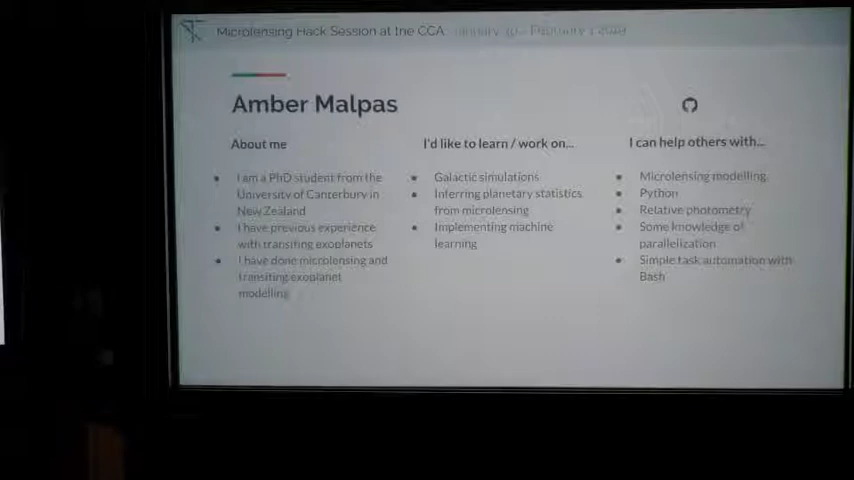 Microlensing Hack Session at the CCA
Amber Malpas
About me
I am a PhD student from the
University of Canterbury in
New Zealand
I have previous experience
with transiting exoplanets
I have done microlensing and
transiting exoplanet
modelling
I'd like to learn / work on...
Galactic simulations
Inferring planetary statistics
from microlensing
Implementing machine
learning
I can help others with...
Microlensing modelling
Python
Relative photometry
Some knowledge of
parallelization
Simple task automation with
Bash